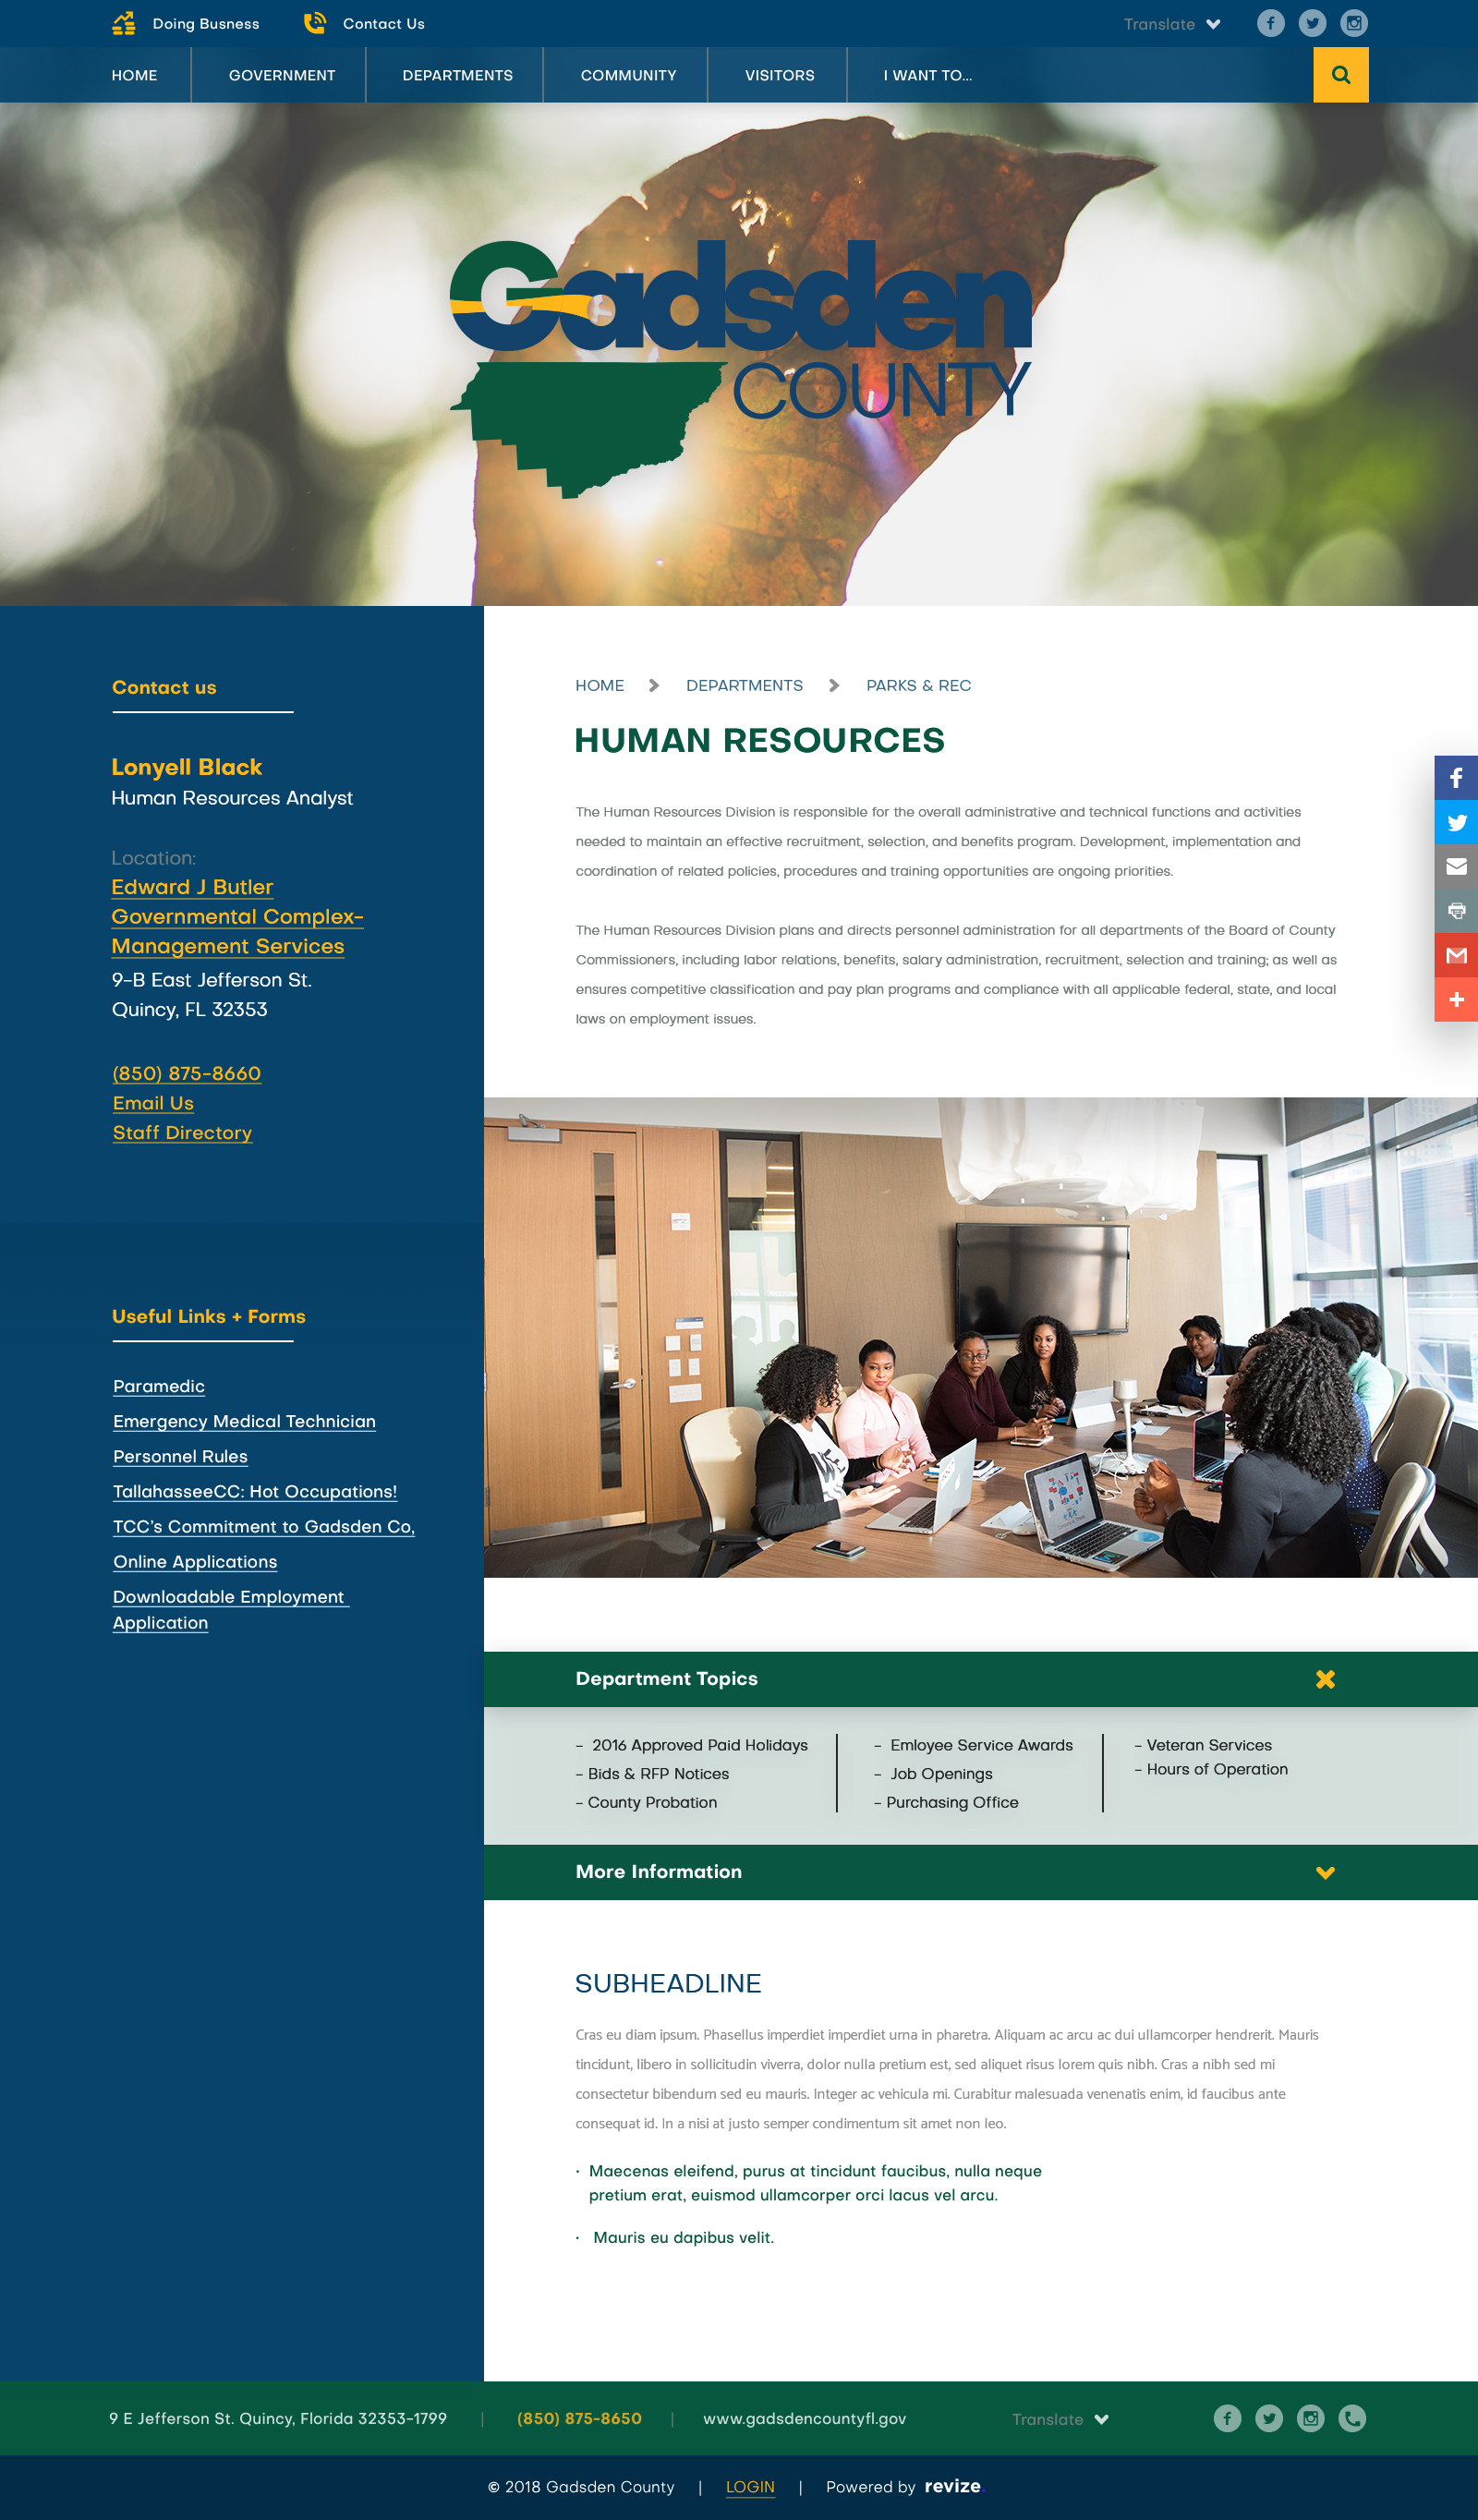 Doing Busness
Contact Us
Translate
HOME
GOVERNMENT
DEPARTMENTS
COMMUNITY
VISITORS
I WANT TO...
Gadsden
COUNTY
Contact us
Lonyell Black
Human Resources Analyst
Location:
Edward J Butler
Governmental Complex-
Management Services
9-B East Jefferson St.
Quincy, FL 32353
(850) 875-8660
Email Us
Staff Directory
Useful Links + Forms
Paramedic
Emergency Medical Technician
Personnel Rules
TallahasseeCC: Hot Occupations!
TCC's Commitment to Gadsden Co,
Online Applications
Downloadable Employment
Application
HOME
DEPARTMENTS
PARKS & REC
HUMAN RESOURCES
The Human Resources Division is responsible for the overall administrative and technical functions and activities
needed to maintain an effective recruitment, selection, and benefits program. Development, implementation and
coordination of related policies, procedures and training opportunities are ongoing priorities.
The Human Resources Division plans and directs personnel administration for all departments of the Board of County
Commissioners, including labor relations, benefits, salary administration, recruitment, selection and training; as well as
ensures competitive classification and pay plan programs and compliance with all applicable federal, state, and local
laws on employment issues.
Department Topics
- 2016 Approved Paid Holidays
- Bids & RFP Notices
- County Probation
- Emloyee Service Awards
- Job Openings
- Purchasing Office
- Veteran Services
- Hours of Operation
More Information
SUBHEADLINE
Cras eu diam ipsum. Phasellus imperdiet imperdiet urna in pharetra. Aliquam ac arcu ac dui ullamcorper hendrerit. Mauris
tincidunt, libero in sollicitudin viverra, dolor nulla pretium est, sed aliquet risus lorem quis nibh. Cras a nibh sed mi
consectetur bibendum sed eu mauris. Integer ac vehicula mi. Curabitur malesuada venenatis enim, id faucibus ante
consequat id. In a nisi at justo semper condimentum sit amet non leo.
· Maecenas eleifend, purus at tincidunt faucibus, nulla neque
pretium erat, euismod ullamcorper orci lacus vel arcu.
· Mauris eu dapibus velit.
9 E Jefferson St. Quincy, Florida 32353-1799 | (850) 875-8650 | www.gadsdencountyfl.gov
Translate
© 2018 Gadsden County | LOGIN | Powered by revize.